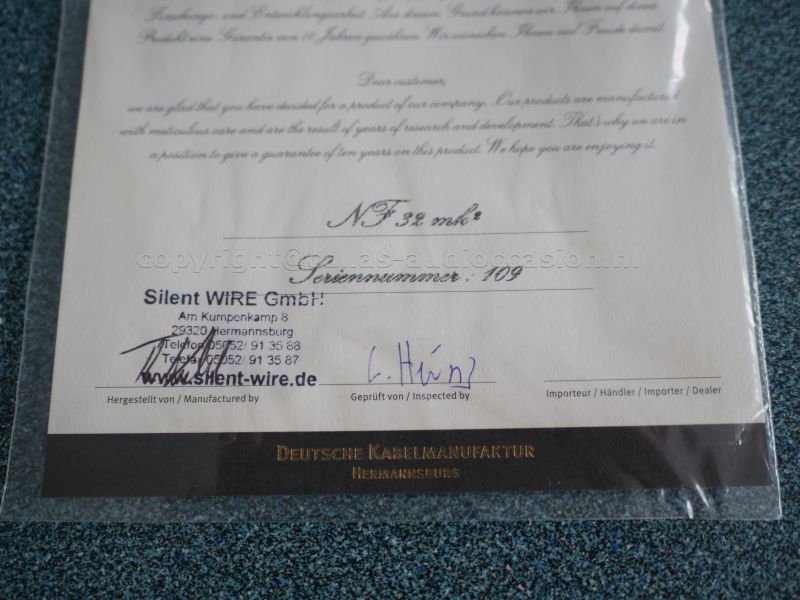 Forschungs- und Entwicklungsarbeit. Aus diesem Grund können wir Ihnen auf dieses
Produkt eine Garantie von 10 Jahren gewähren. Wir wünschen Ihnen viel Freude damit.
Dear customer,
we are glad that you have decided for a product of our company. Our products are manufactured
with meticulous care and are the result of years of research and development. That's why we are in
a position to give a guarantee of ten years on this product. We hope you are enjoying it.
NF 32 mk²
copyright@ as-audioccasion.nl
Seriennummer: 109
Silent WIRE GmbH
Am Kumpenkamp 8
29320 Hermannsburg
Telefon 05052/ 91 35 88
Telefax 05052/ 91 35 87
www.silent-wire.de
Hergestellt von / Manufactured by
Geprüft von / Inspected by
Importeur / Händler / Importer / Dealer
DEUTSCHE KABELMANUFAKTUR
HERMANNSBURG